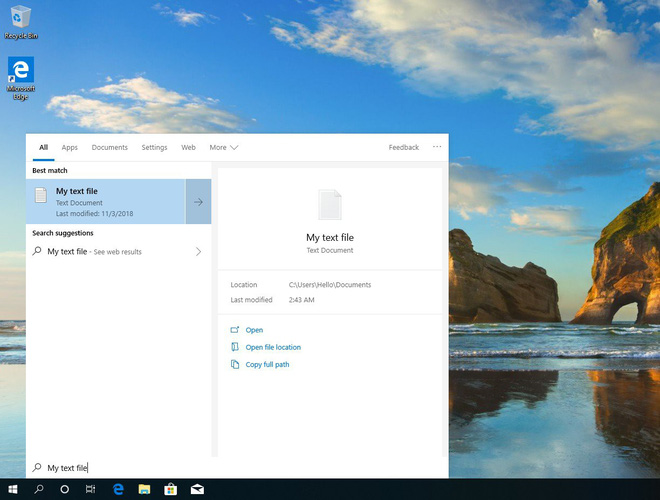 Recycle Bin
Microsoft
Edge
All Apps Documents Settings Web More Feedback ...
Best match
My text file
Text Document
Last modified: 11/3/2018
Search suggestions
My text file - See web results
My text file
Text Document
Location C:\Users\Hello\Documents
Last modified 2:43 AM
Open
Open file location
Copy full path
My text file